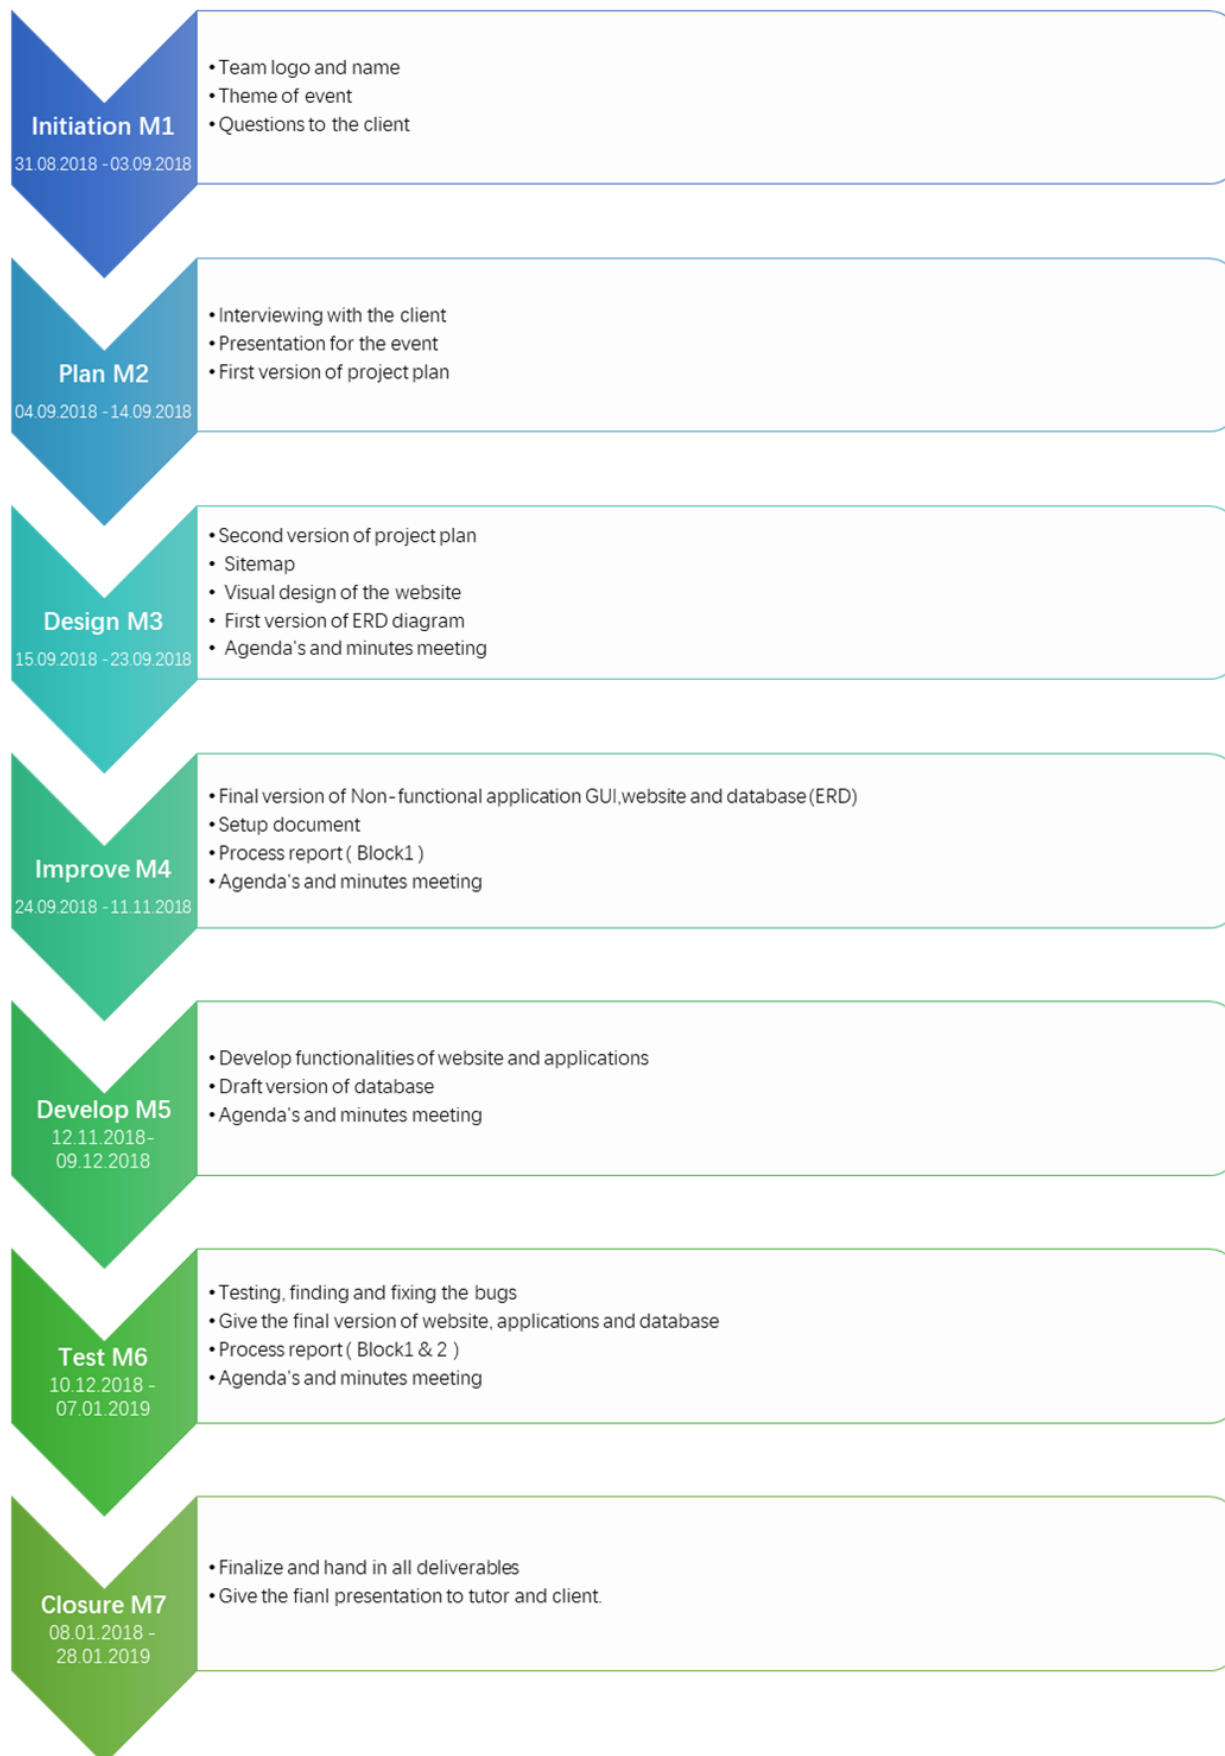 Initiation M1
31.08.2018 - 03.09.2018
• Team logo and name
• Theme of event
• Questions to the client
Plan M2
04.09.2018 - 14.09.2018
• Interviewing with the client
• Presentation for the event
• First version of project plan
Design M3
15.09.2018 - 23.09.2018
• Second version of project plan
• Sitemap
• Visual design of the website
• First version of ERD diagram
• Agenda's and minutes meeting
Improve M4
24.09.2018 - 11.11.2018
• Final version of Non-functional application GUI,website and database(ERD)
• Setup document
• Process report ( Block1 )
• Agenda's and minutes meeting
Develop M5
12.11.2018-
09.12.2018
• Develop functionalities of website and applications
• Draft version of database
• Agenda's and minutes meeting
Test M6
10.12.2018 -
07.01.2019
• Testing, finding and fixing the bugs
• Give the final version of website, applications and database
• Process report ( Block1 & 2 )
• Agenda's and minutes meeting
Closure M7
08.01.2018 -
28.01.2019
• Finalize and hand in all deliverables
• Give the fianl presentation to tutor and client.